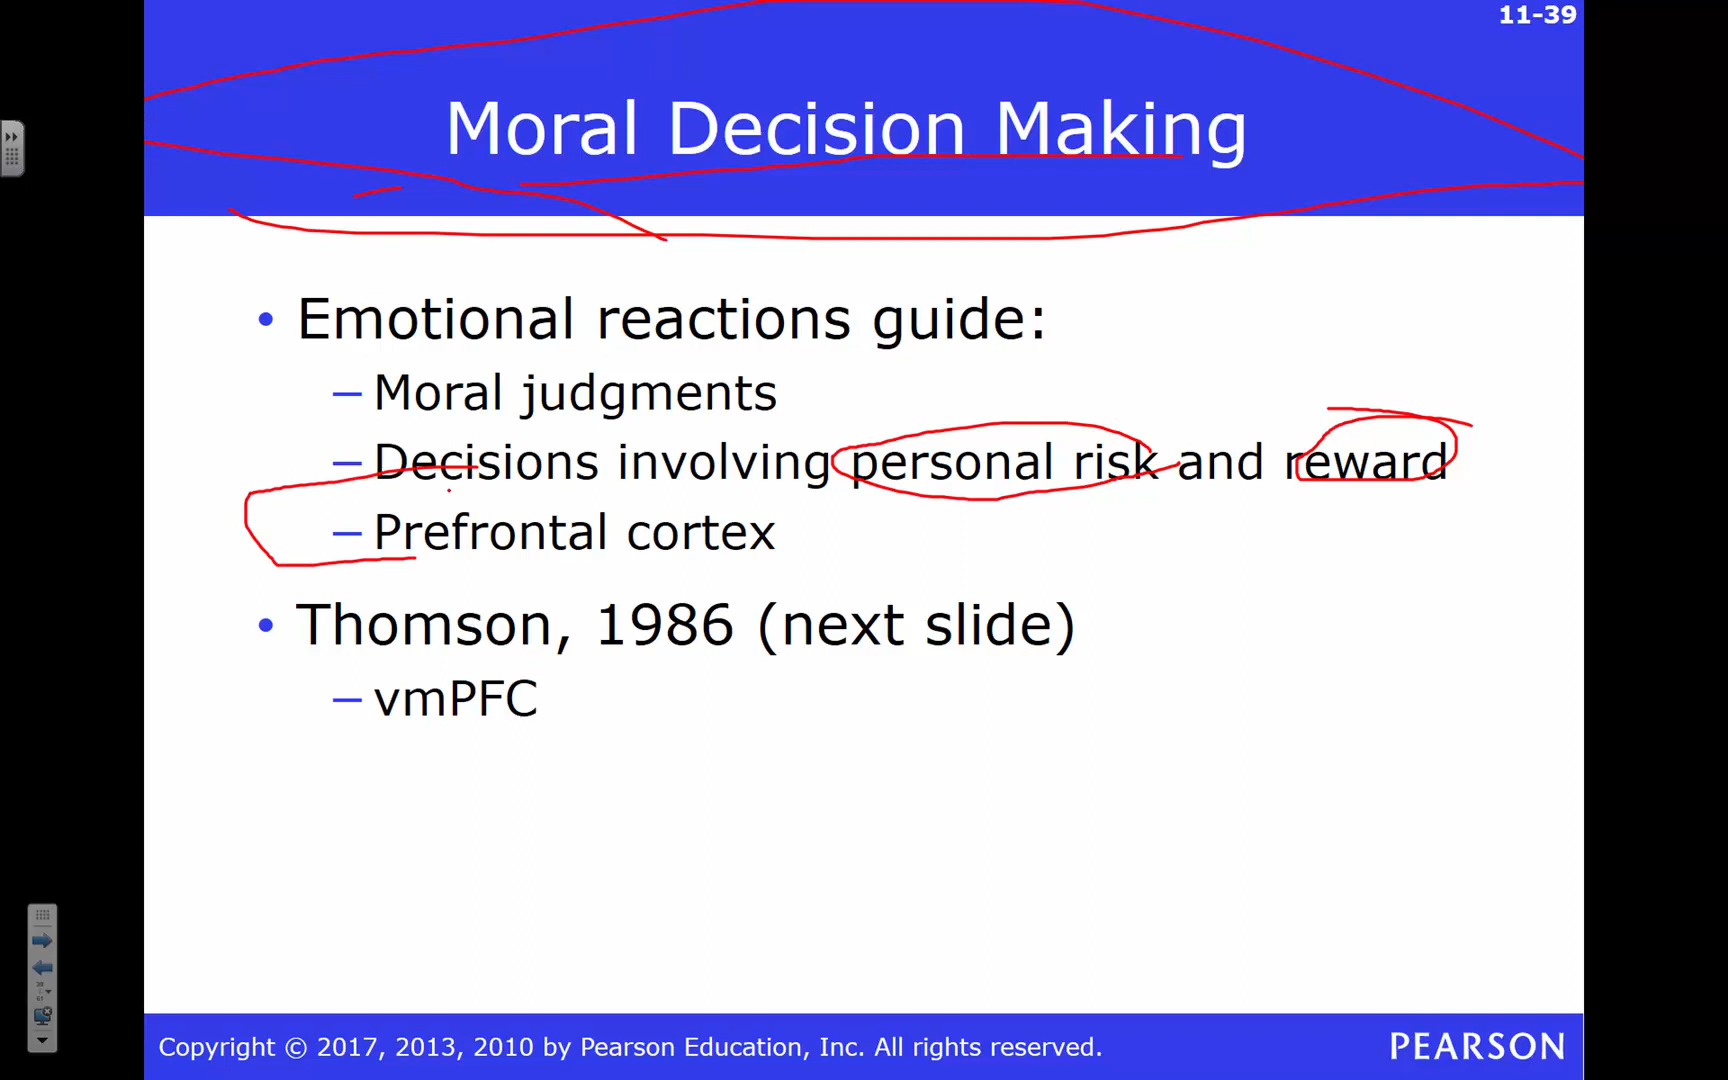 11-39
Moral Decision Making
• Emotional reactions guide:
– Moral judgments
– Decisions involving personal risk and reward
– Prefrontal cortex
• Thomson, 1986 (next slide)
– vmPFC
Copyright © 2017, 2013, 2010 by Pearson Education, Inc. All rights reserved.
PEARSON